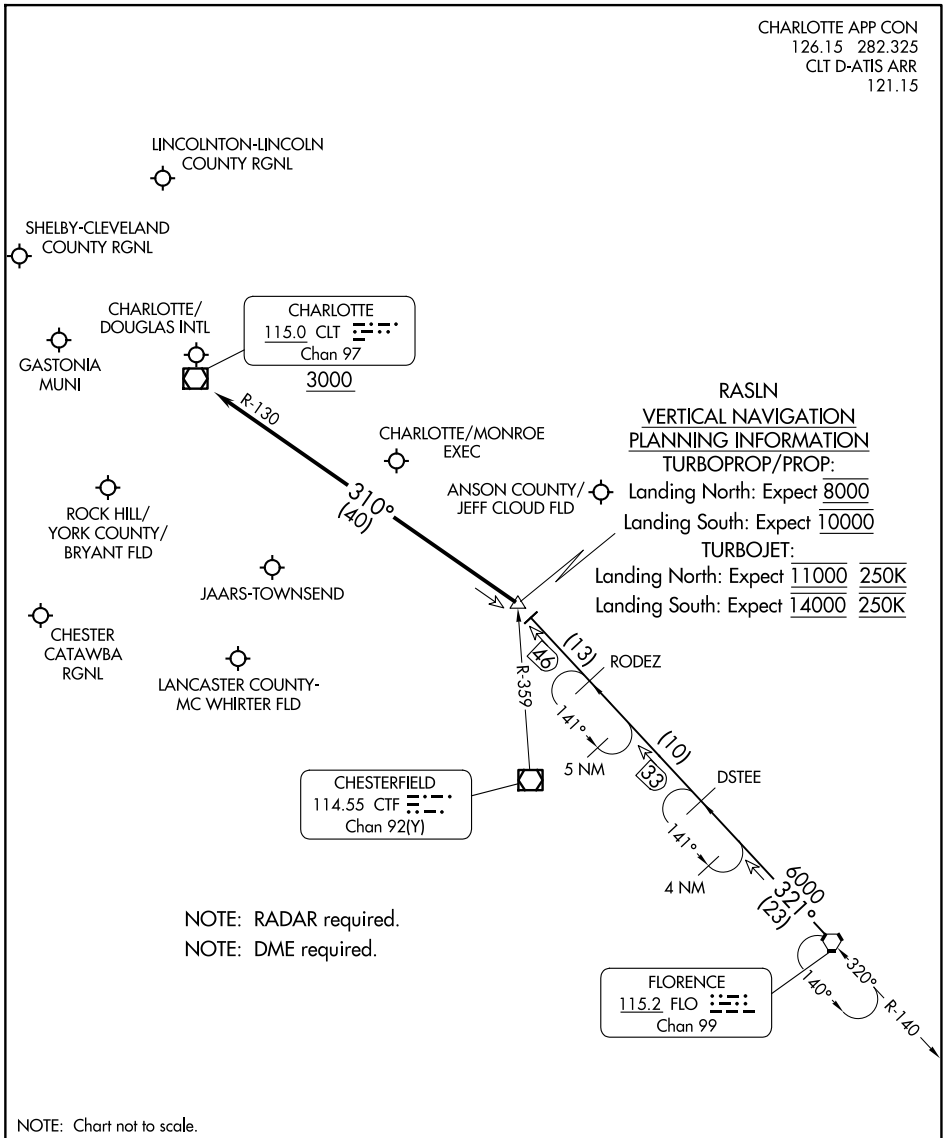 CHARLOTTE APP CON
126.15 282.325
CLT D-ATIS ARR
121.15
LINCOLNTON-LINCOLN
COUNTY RGNL
SHELBY-CLEVELAND
COUNTY RGNL
CHARLOTTE/
DOUGLAS INTL
CHARLOTTE
115.0 CLT
Chan 97
3000
GASTONIA
MUNI
R-130
RASLN
VERTICAL NAVIGATION
PLANNING INFORMATION
TURBOPROP/PROP:
Landing North: Expect 8000
Landing South: Expect 10000
TURBOJET:
Landing North: Expect 11000 250K
Landing South: Expect 14000 250K
CHARLOTTE/MONROE
EXEC
ANSON COUNTY/
JEFF CLOUD FLD
310°
(40)
ROCK HILL/
YORK COUNTY/
BRYANT FLD
JAARS-TOWNSEND
CHESTER
CATAWBA
RGNL
LANCASTER COUNTY-
MC WHIRTER FLD
R-359
46
(13)
RODEZ
141°
5 NM
33
(10)
DSTEE
141°
4 NM
CHESTERFIELD
114.55 CTF
Chan 92(Y)
6000
321°
(23)
NOTE: RADAR required.
NOTE: DME required.
FLORENCE
115.2 FLO
Chan 99
140°
320°
R-140
NOTE: Chart not to scale.